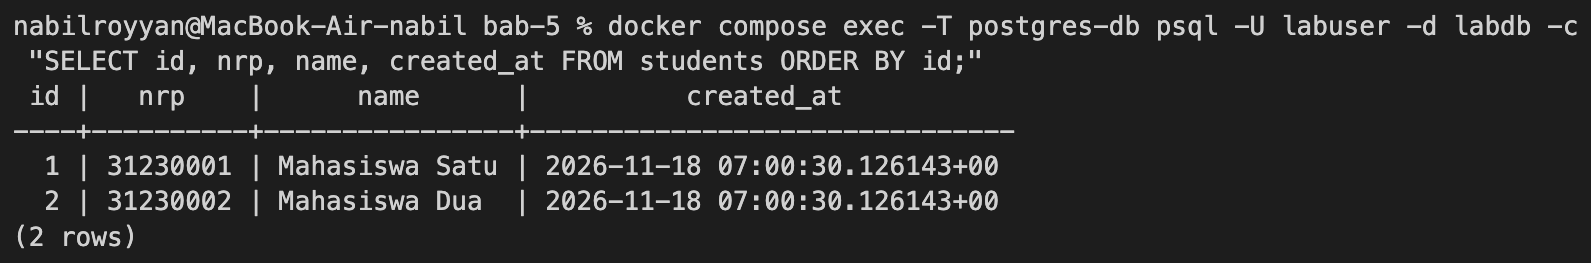 nabilroyyan@MacBook-Air-nabil bab-5 % docker compose exec -T postgres-db psql -U labuser -d labdb -c
 "SELECT id, nrp, name, created_at FROM students ORDER BY id;"
 id |   nrp    |      name      |          created_at
----+----------+----------------+-------------------------------
  1 | 31230001 | Mahasiswa Satu | 2026-11-18 07:00:30.126143+00
  2 | 31230002 | Mahasiswa Dua  | 2026-11-18 07:00:30.126143+00
(2 rows)